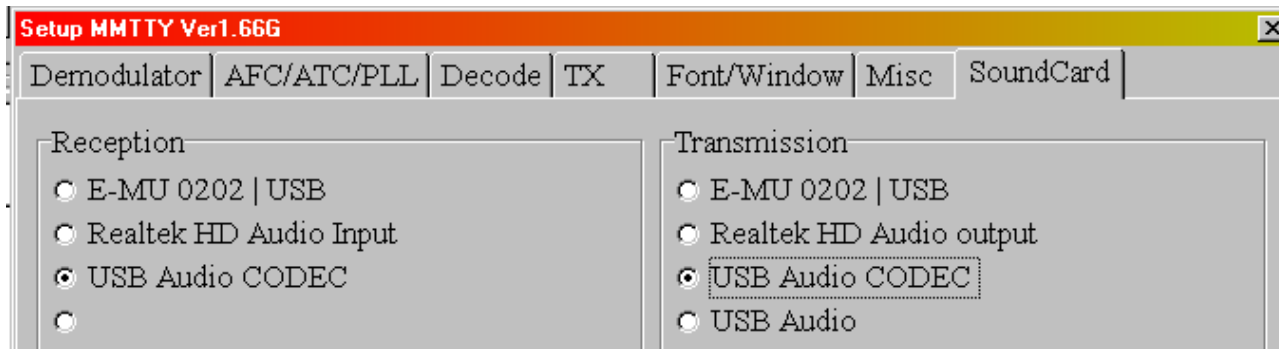 Setup MMTTY Ver1.66G
Demodulator AFC/ATC/PLL Decode TX Font/Window Misc SoundCard
Reception
E-MU 0202 | USB
Realtek HD Audio Input
USB Audio CODEC
Transmission
E-MU 0202 | USB
Realtek HD Audio output
USB Audio CODEC
USB Audio